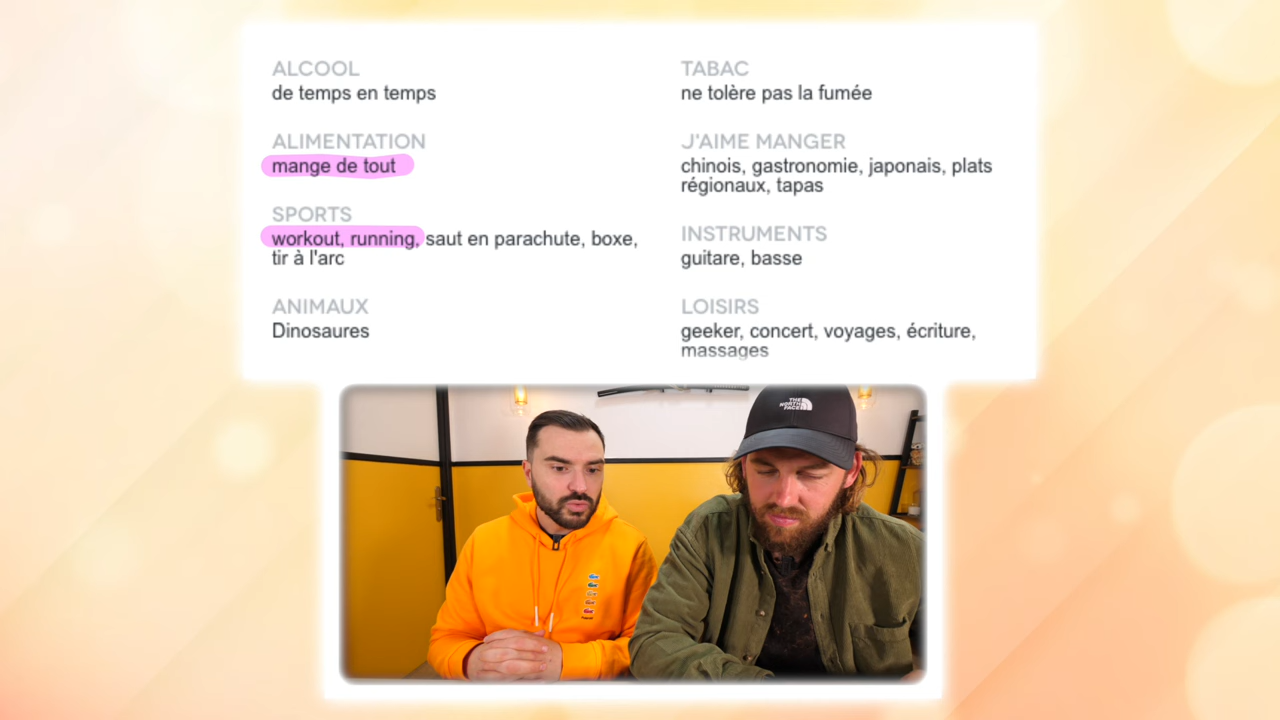 ALCOOL
de temps en temps
ALIMENTATION
mange de tout
SPORTS
workout, running, saut en parachute, boxe,
tir à l'arc
ANIMAUX
Dinosaures
TABAC
ne tolère pas la fumée
J'AIME MANGER
chinois, gastronomie, japonais, plats
régionaux, tapas
INSTRUMENTS
guitare, basse
LOISIRS
geeker, concert, voyages, écriture,
massages
THE
NORTH
FACE